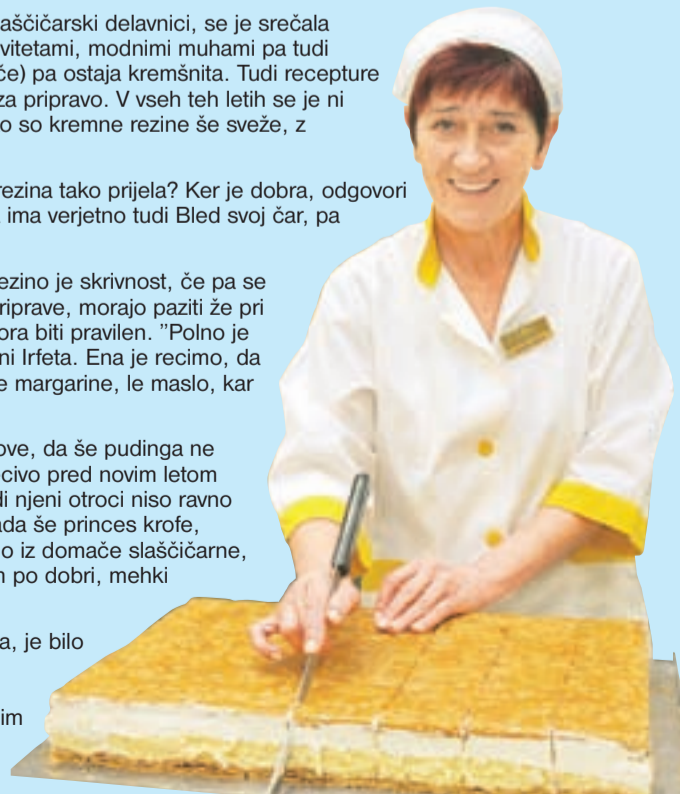 aščičarski delavnici, se je srečala
vitetami, modnimi muhami pa tudi
če) pa ostaja kremšnita. Tudi recepture
za pripravo. V vseh teh letih se je ni
o so kremne rezine še sveže, z
rezina tako prijela? Ker je dobra, odgovori
ima verjetno tudi Bled svoj čar, pa
ezino je skrivnost, če pa se
riprave, morajo paziti že pri
ora biti pravilen. ”Polno je
ni Irfeta. Ena je recimo, da
e margarine, le maslo, kar
ove, da še pudinga ne
ecivo pred novim letom
di njeni otroci niso ravno
ada še princes krofe,
o iz domače slaščičarne,
n po dobri, mehki
a, je bilo
im